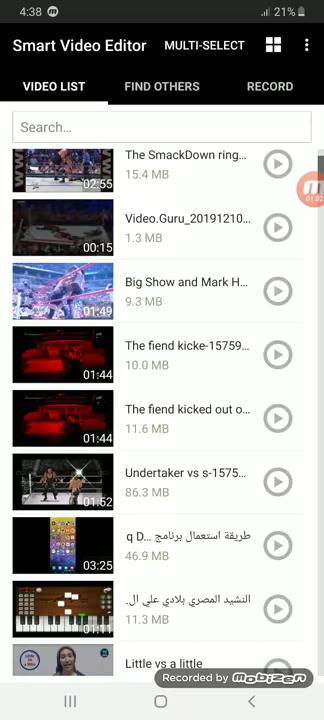 4:38
21%
Smart Video Editor
MULTI-SELECT
VIDEO LIST
FIND OTHERS
RECORD
Search...
The SmackDown ring...
15.4 MB
02:55
01:02
Video.Guru_20191210...
1.3 MB
00:15
Big Show and Mark H...
9.3 MB
01:49
The fiend kicke-15759...
10.0 MB
01:44
The fiend kicked out o...
11.6 MB
01:44
Undertaker vs s-1575...
86.3 MB
01:52
طريقة استعمال برنامج q D...
46.9 MB
03:25
النشيد المصري بلادي علي ال...
11.3 MB
01:11
Little vs a little
Recorded by mobizen